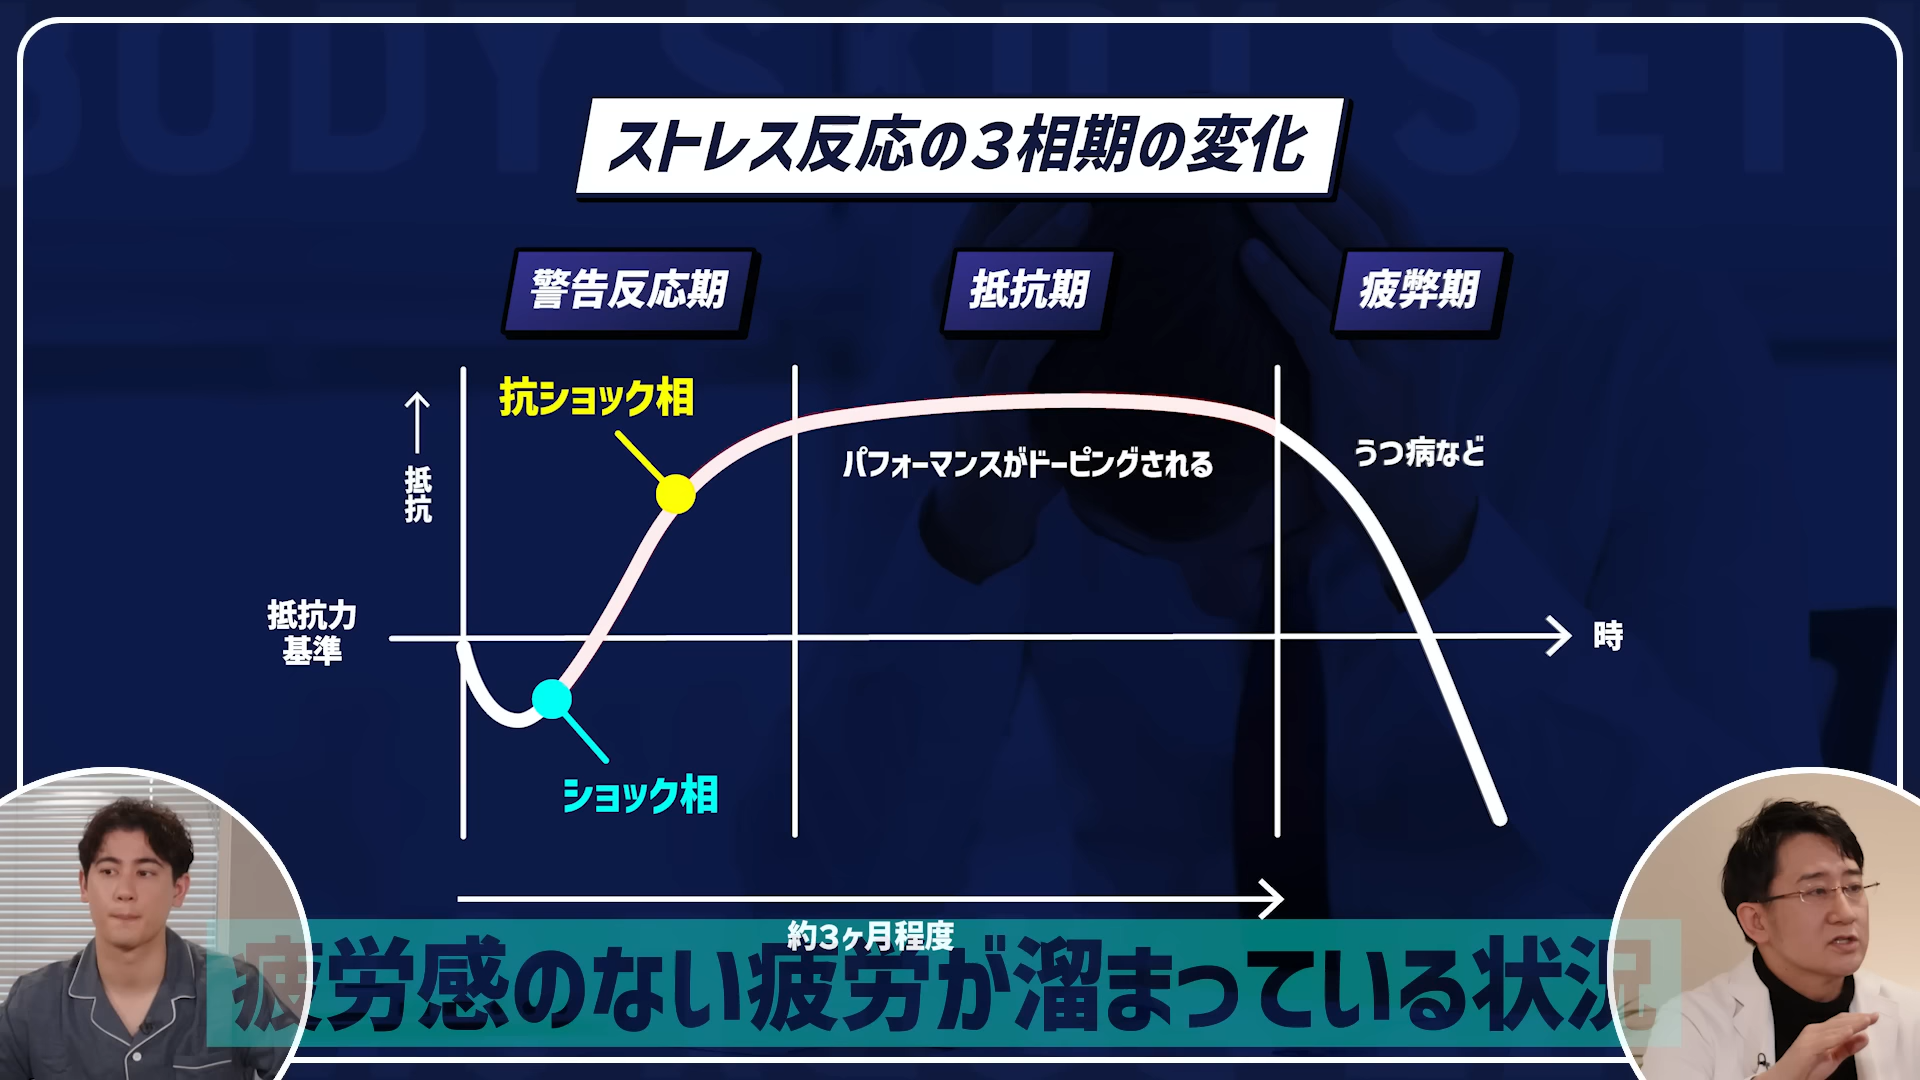 BODY SKILL SET
ストレス反応の3相期の変化
警告反応期
抵抗期
疲弊期
抗ショック相
抵抗
パフォーマンスがドーピングされる
うつ病など
抵抗力
基準
時
ショック相
約3ヶ月程度
疲労感のない疲労が溜まっている状況